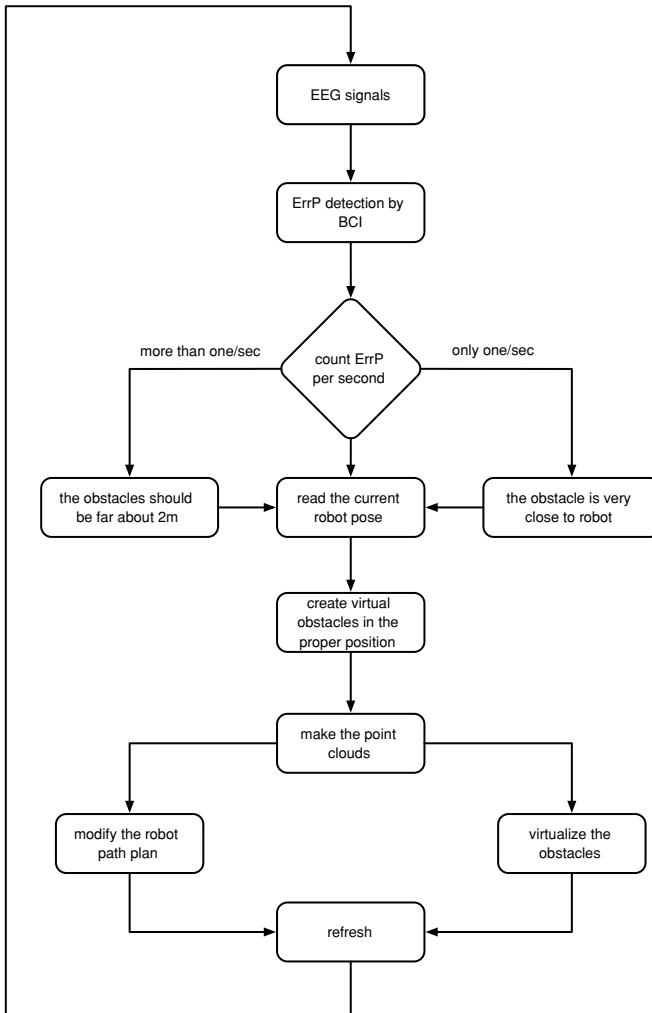 EEG signals
ErrP detection by
BCI
more than one/sec
count ErrP
per second
only one/sec
the obstacles should
be far about 2m
read the current
robot pose
the obstacle is very
close to robot
create virtual
obstacles in the
proper position
make the point
clouds
modify the robot
path plan
virtualize the
obstacles
refresh